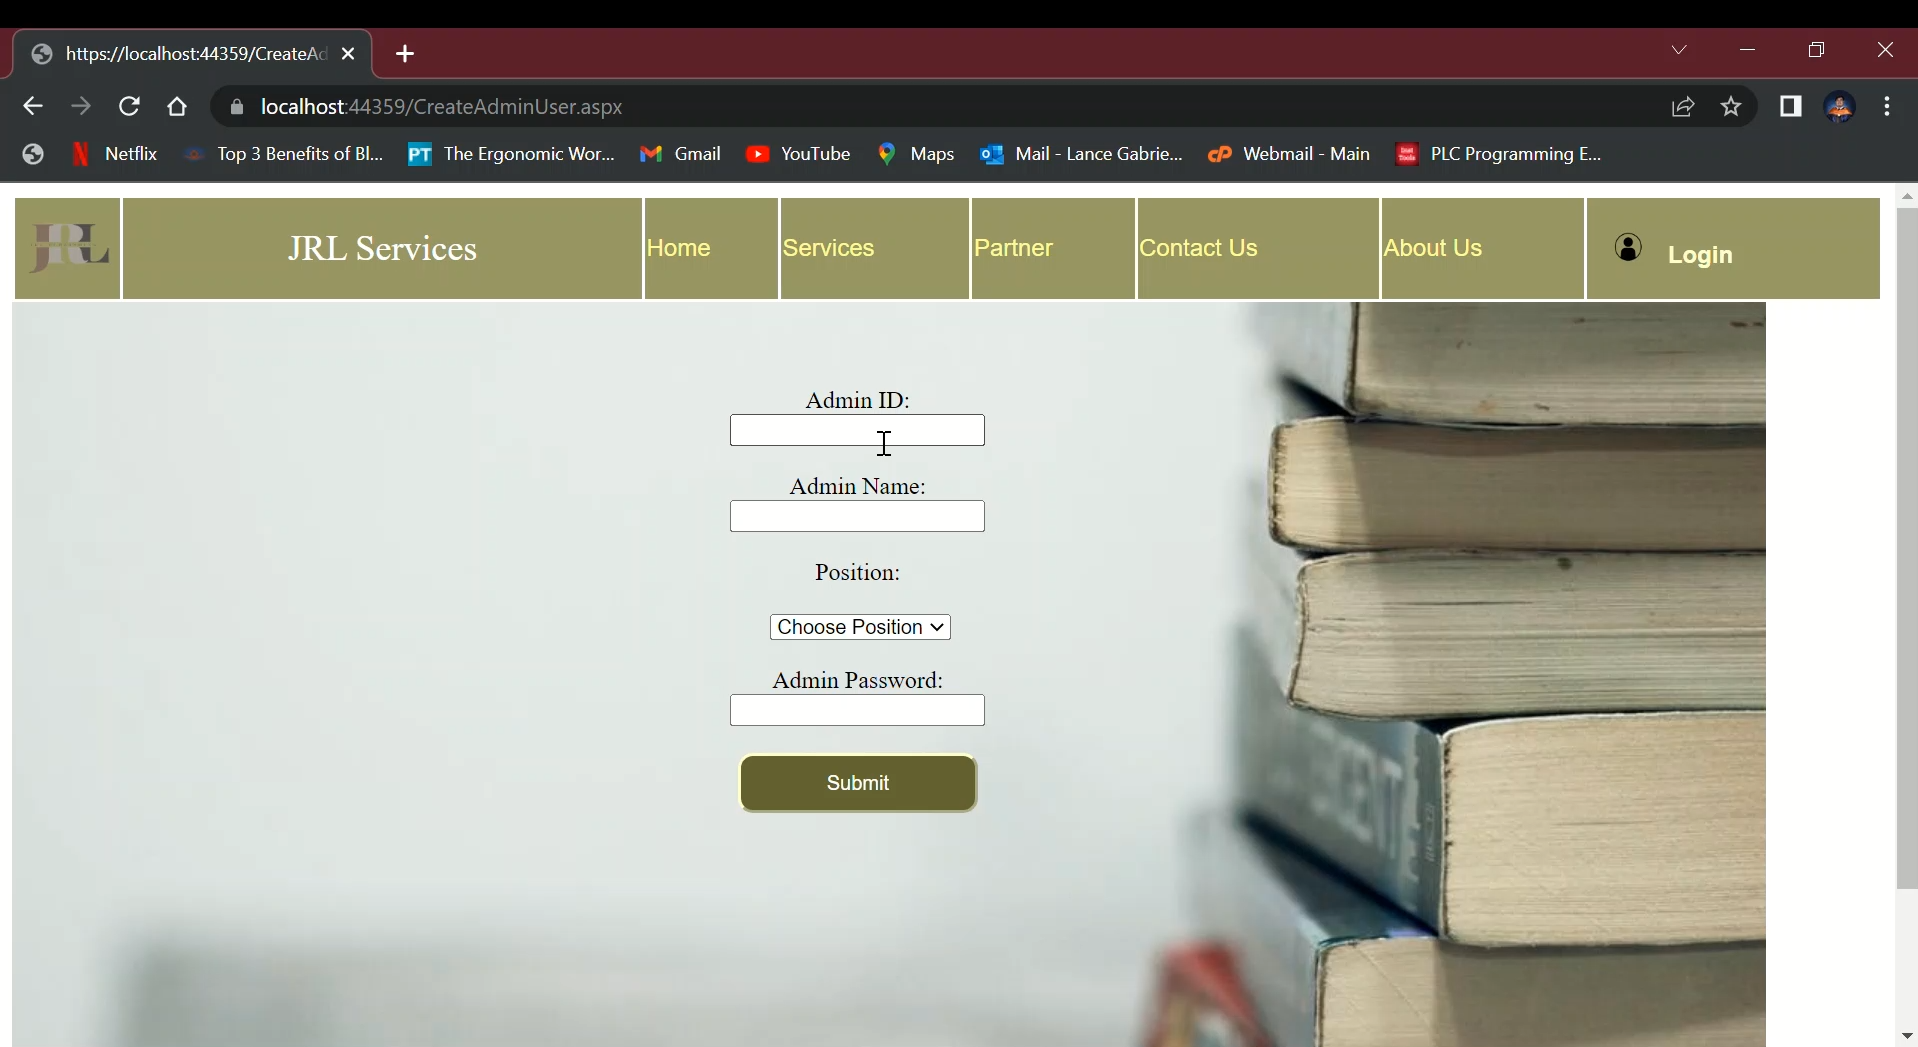 https://localhost:44359/CreateAd
localhost:44359/CreateAdminUser.aspx
Netflix
Top 3 Benefits of Bl...
PT The Ergonomic Wor...
Gmail
YouTube
Maps
Mail - Lance Gabrie...
Webmail - Main
PLC Programming E...
JRL
JRL Services
Home
Services
Partner
Contact Us
About Us
Login
Admin ID:
Admin Name:
Position:
Choose Position
Admin Password:
Submit